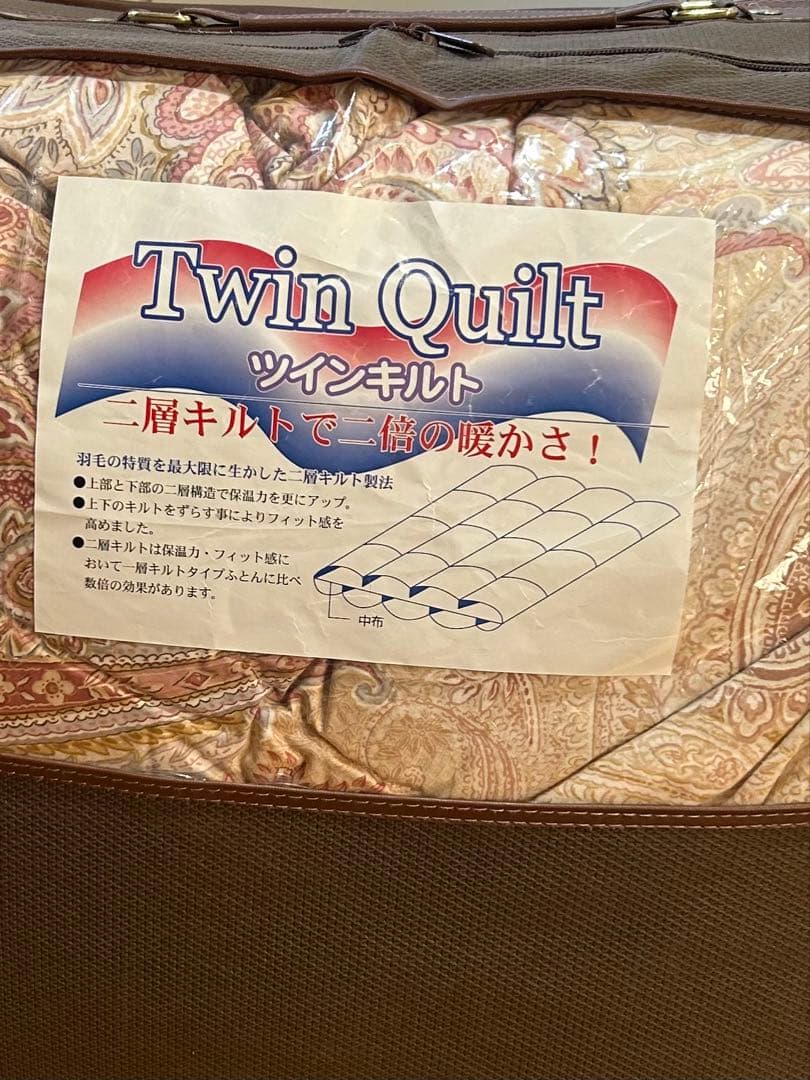 Twin Quilt
ツインキルト
二層キルトで二倍の暖かさ！
羽毛の特質を最大限に生かした二層キルト製法
●上部と下部の二層構造で保温力を更にアップ。
●上下のキルトをずらす事によりフィット感を
高めました。
●二層キルトは保温力・フィット感に
おいて一層キルトタイプふとんに比べ
数倍の効果があります。
中布